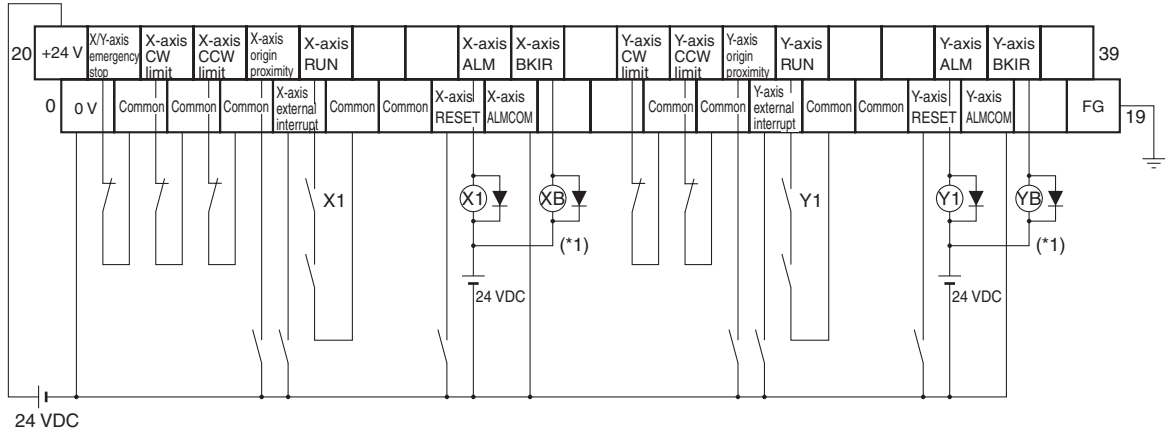 20
+24 V
X/Y-axis
emergency
stop
X-axis
CW
limit
X-axis
CCW
limit
X-axis
origin
proximity
X-axis
RUN
X-axis
ALM
X-axis
BKIR
Y-axis
CW
limit
Y-axis
CCW
limit
Y-axis
origin
proximity
Y-axis
RUN
Y-axis
ALM
Y-axis
BKIR
39
0
0 V
Common
Common
Common
X-axis
external
interrupt
Common
Common
X-axis
RESET
X-axis
ALMCOM
Common
Common
Y-axis
external
interrupt
Common
Common
Y-axis
RESET
Y-axis
ALMCOM
FG
19
X1
X1
XB
Y1
Y1
YB
(*1)
(*1)
24 VDC
24 VDC
24 VDC